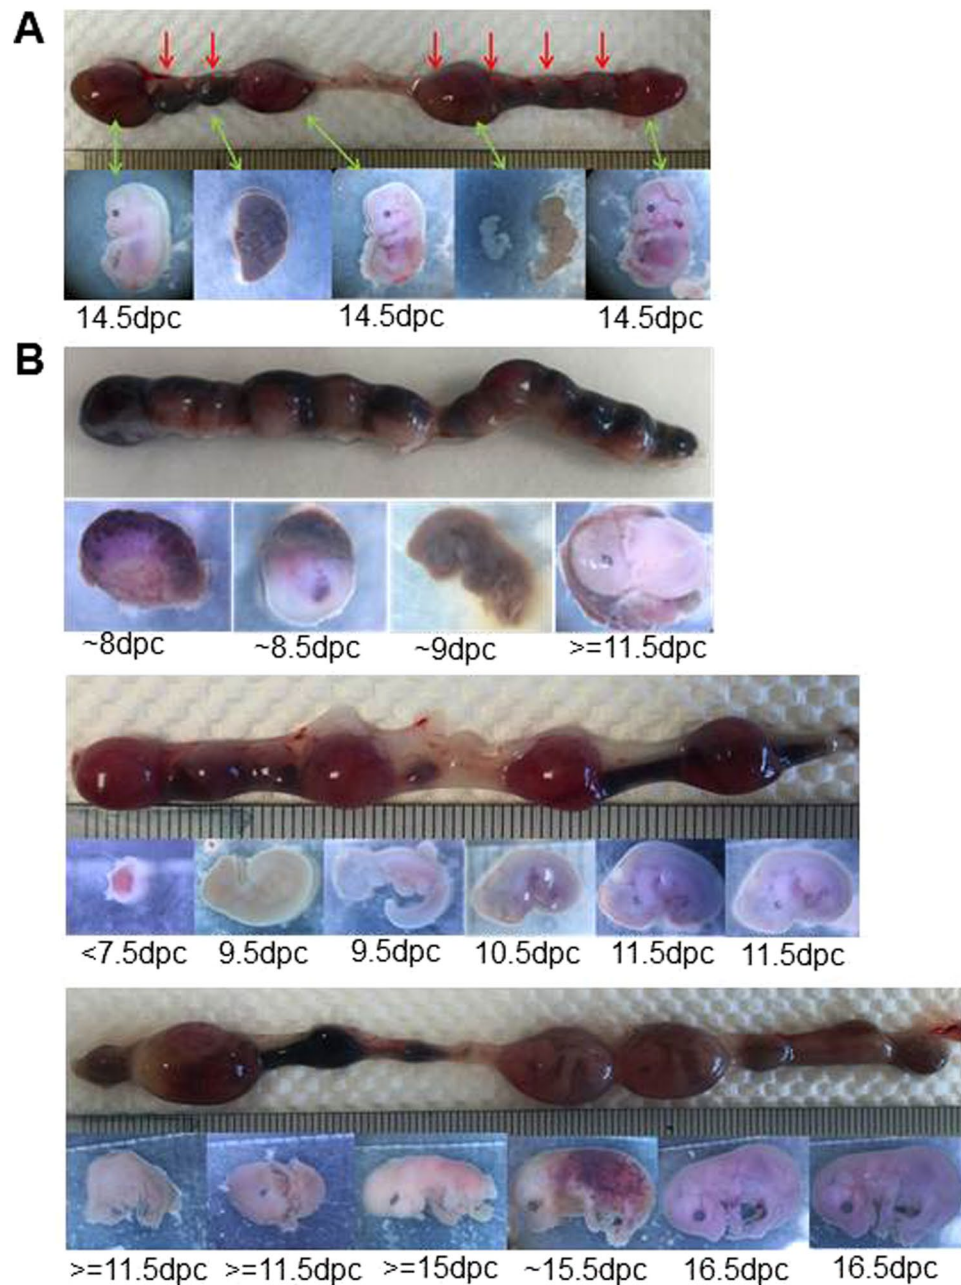 A
14.5dpc 14.5dpc 14.5dpc
B
~8dpc ~8.5dpc ~9dpc >=11.5dpc
<7.5dpc 9.5dpc 9.5dpc 10.5dpc 11.5dpc 11.5dpc
>=11.5dpc >=11.5dpc >=15dpc ~15.5dpc 16.5dpc 16.5dpc